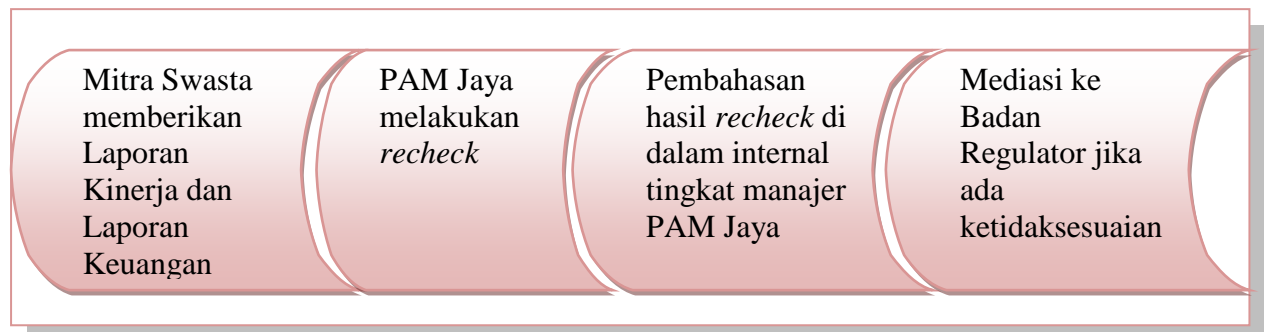 Mitra Swasta
memberikan
Laporan
Kinerja dan
Laporan
Keuangan
PAM Jaya
melakukan
recheck
Pembahasan
hasil recheck di
dalam internal
tingkat manajer
PAM Jaya
Mediasi ke
Badan
Regulator jika
ada
ketidaksesuaian